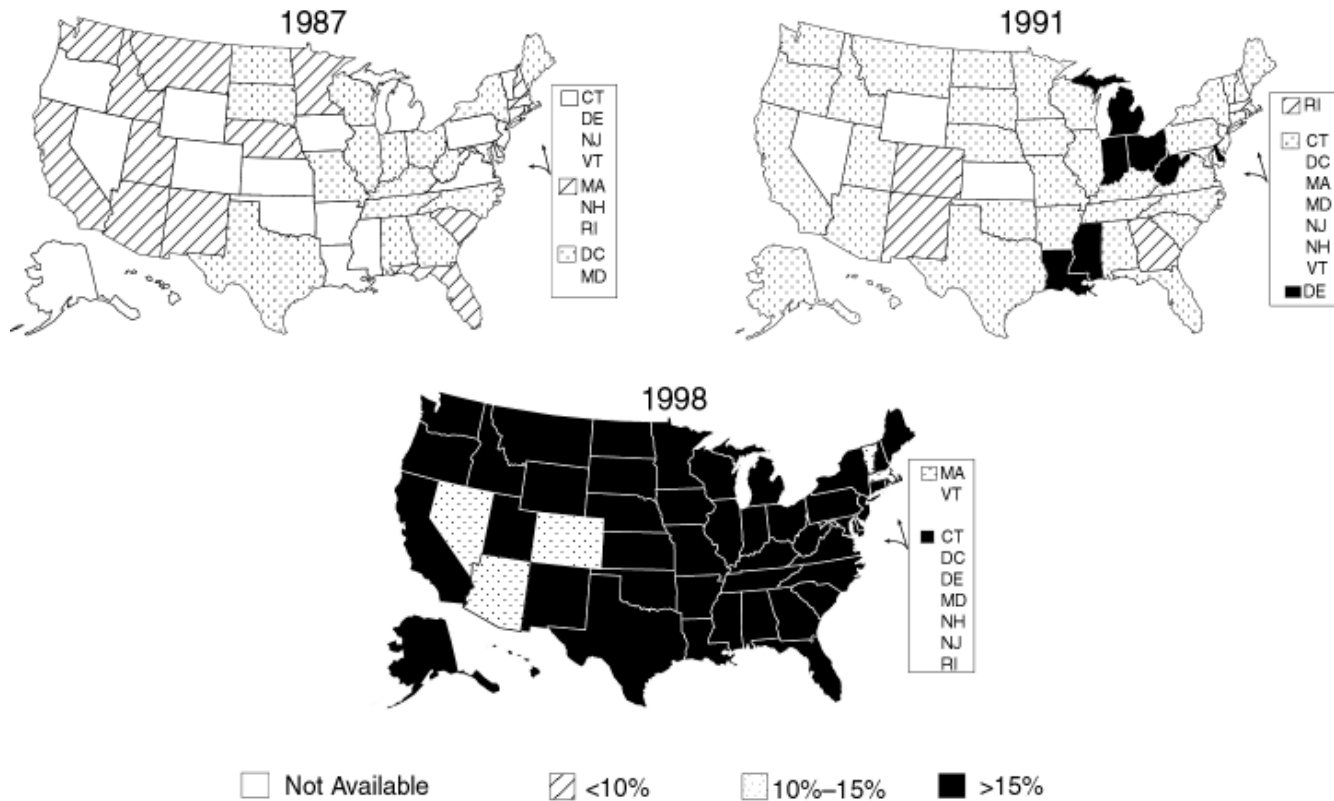 1987
CT
DE
NJ
VT
MA
NH
RI
DC
MD
1991
RI
CT
DC
MA
MD
NJ
NH
VT
DE
1998
MA
VT
CT
DC
DE
MD
NH
NJ
RI
Not Available
<10%
10%–15%
>15%